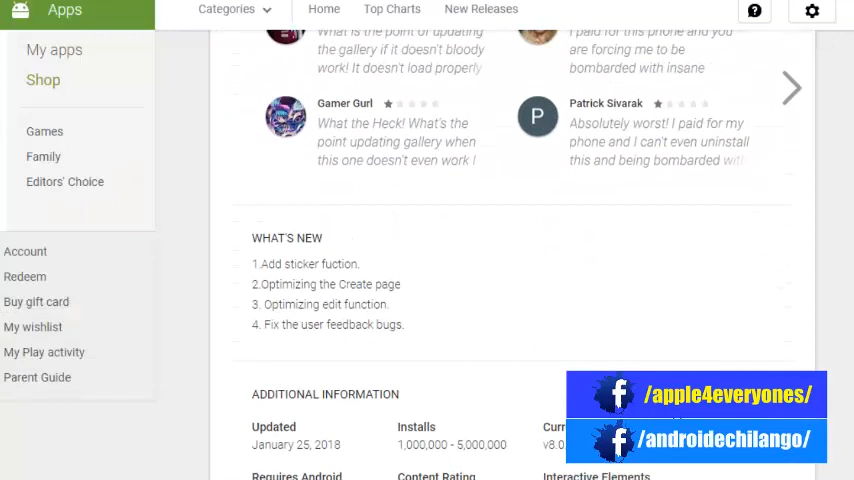 Apps
Categories
Home
Top Charts
New Releases
My apps
Shop
Games
Family
Editors' Choice
Account
Redeem
Buy gift card
My wishlist
My Play activity
Parent Guide
What is the point of updating
the gallery if it doesn't bloody
work! It doesn't load properly
I paid for this phone and you
are forcing me to be
bombarded with insane
Gamer Gurl
What the Heck! What's the
point updating gallery when
this one doesn't even work I
P
Patrick Sivarak
Absolutely worst! I paid for my
phone and I can't even uninstall
this and being bombarded with
WHAT'S NEW
1.Add sticker fuction.
2.Optimizing the Create page
3. Optimizing edit function.
4. Fix the user feedback bugs.
ADDITIONAL INFORMATION
Updated
January 25, 2018
Installs
1,000,000 - 5,000,000
v8.0
Requires Android
Content Rating
Interactive Elements
f /apple4everyones/
f /androidechilango/